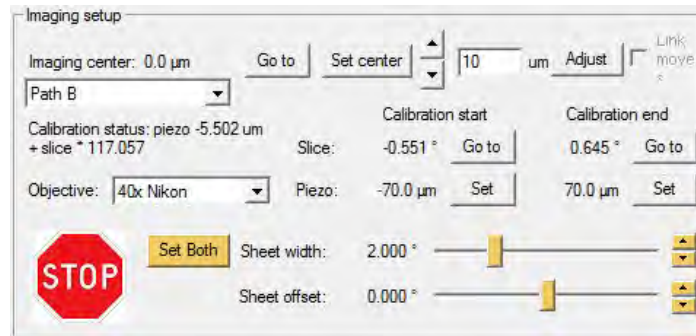 Imaging setup
Imaging center: 0.0 µm Go to Set center 10 um Adjust Link move s
Path B
Calibration start Calibration end
Calibration status: piezo -5.502 um
+ slice * 117.057
Slice: -0.551 ° Go to 0.645 ° Go to
Objective: 40x Nikon Piezo: -70.0 µm Set 70.0 µm Set
STOP Set Both Sheet width: 2.000 °
Sheet offset: 0.000 °